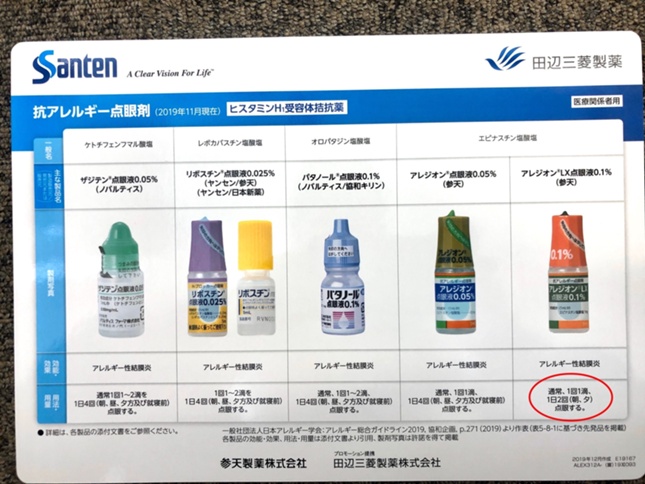 Santen A Clear Vision For Life™
田辺三菱製薬
抗アレルギー点眼剤 (2019年11月現在) ヒスタミンH₁受容体拮抗薬
医療関係者用
一般名
ケトチフェンフマル酸塩
レボカバスチン塩酸塩
オロパタジン塩酸塩
エピナスチン塩酸塩
主な製品名
ザジテン®点眼液0.05%
(ノバルティス)
リボスチン®点眼液0.025%
(ヤンセン/参天)
(ヤンセン/日本新薬)
パタノール®点眼液0.1%
(ノバルティス/協和キリン)
アレジオン®点眼液0.05%
(参天)
アレジオン®LX点眼液0.1%
(参天)
製剤写真
リボスチン
点眼液0.025%
リボスチン
パタノール
点眼液0.1%
アレジオン
点眼液0.05%
0.1%
アレジオンLX
点眼液0.1%
効能・
効果
アレルギー性結膜炎
アレルギー性結膜炎
アレルギー性結膜炎
アレルギー性結膜炎
アレルギー性結膜炎
用法・
用量
通常、1回1〜2滴を
1日4回(朝、昼、夕方及び就寝前)
点眼する。
通常、1回1〜2滴、
1日4回(朝、昼、夕方及び就寝前)
点眼する。
通常、1回1〜2滴、
1日4回(朝、昼、夕方及び就寝前)
点眼する。
通常、1回1滴、
1日4回(朝、昼、夕方及び就寝前)
点眼する。
通常、1回1滴、
1日2回(朝、夕)
点眼する。
●詳細は、各製品の添付文書をご参照ください。
一般社団法人日本アレルギー学会:アレルギー総合ガイドライン2019, 協和企画, p.271 (2019) より作表 (表5-8-1に基づき先発品を掲載)
各製品の効能・効果、用法・用量は添付文書より引用、製剤写真は許諾を得て掲載
参天製薬株式会社
プロモーション提携
田辺三菱製薬株式会社
2019年12月作成